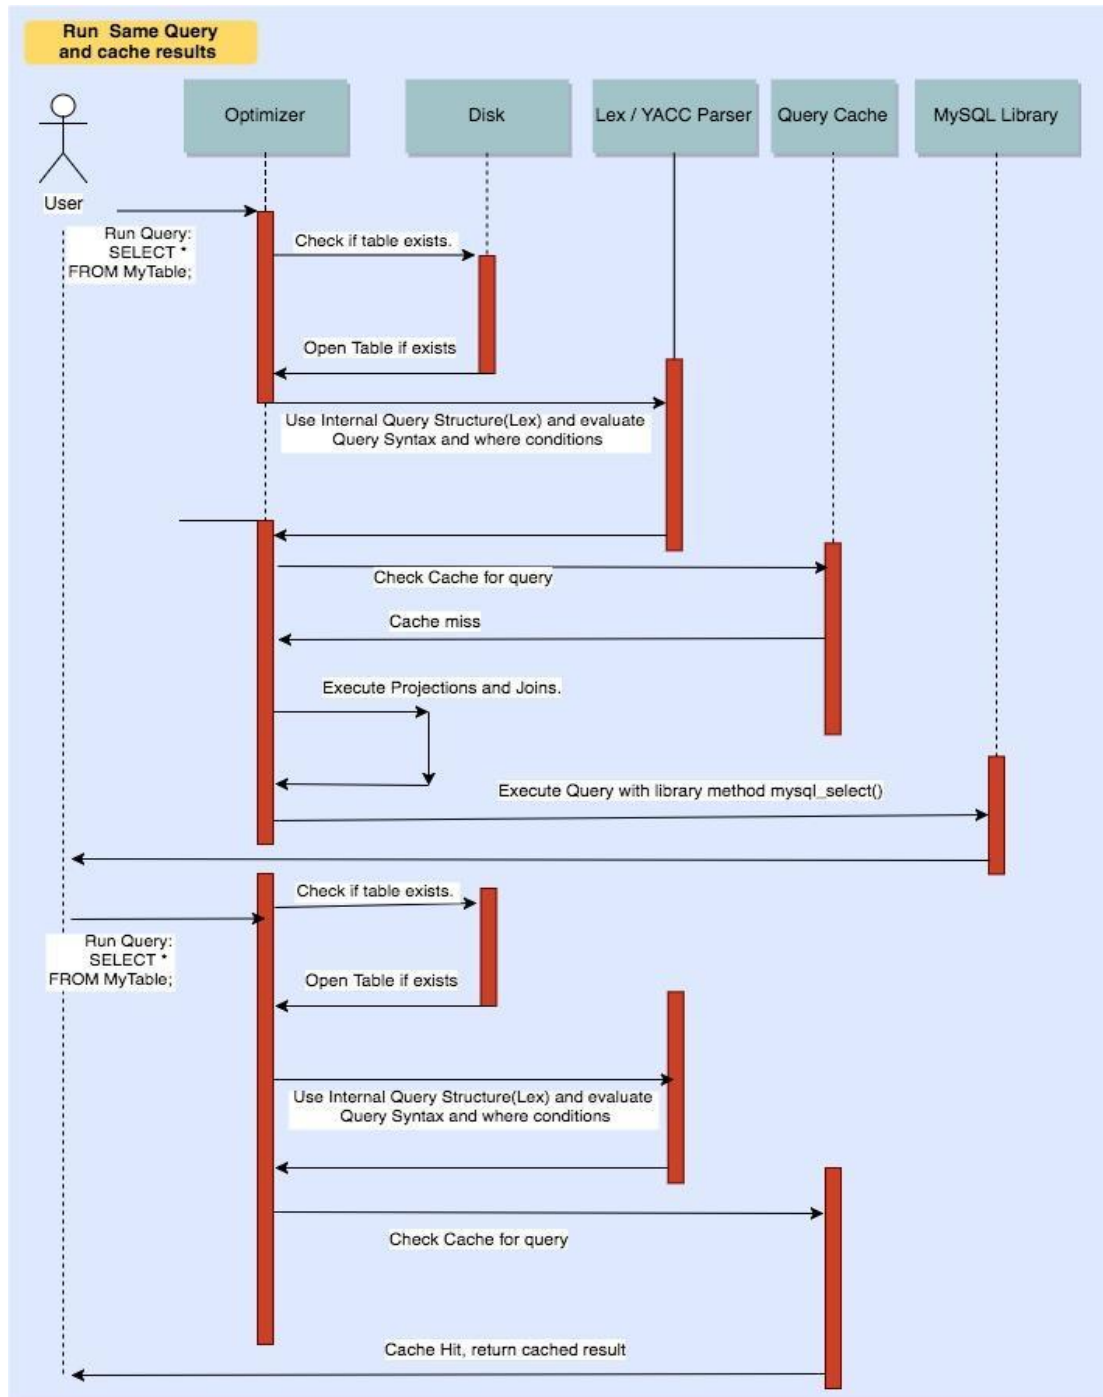 Run Same Query
and cache results
Optimizer
Disk
Lex / YACC Parser
Query Cache
MySQL Library
User
Run Query:
SELECT *
FROM MyTable;
Check if table exists.
Open Table if exists
Use Internal Query Structure(Lex) and evaluate
Query Syntax and where conditions
Check Cache for query
Cache miss
Execute Projections and Joins.
Execute Query with library method mysql_select()
Check if table exists.
Run Query:
SELECT *
FROM MyTable;
Open Table if exists
Use Internal Query Structure(Lex) and evaluate
Query Syntax and where conditions
Check Cache for query
Cache Hit, return cached result